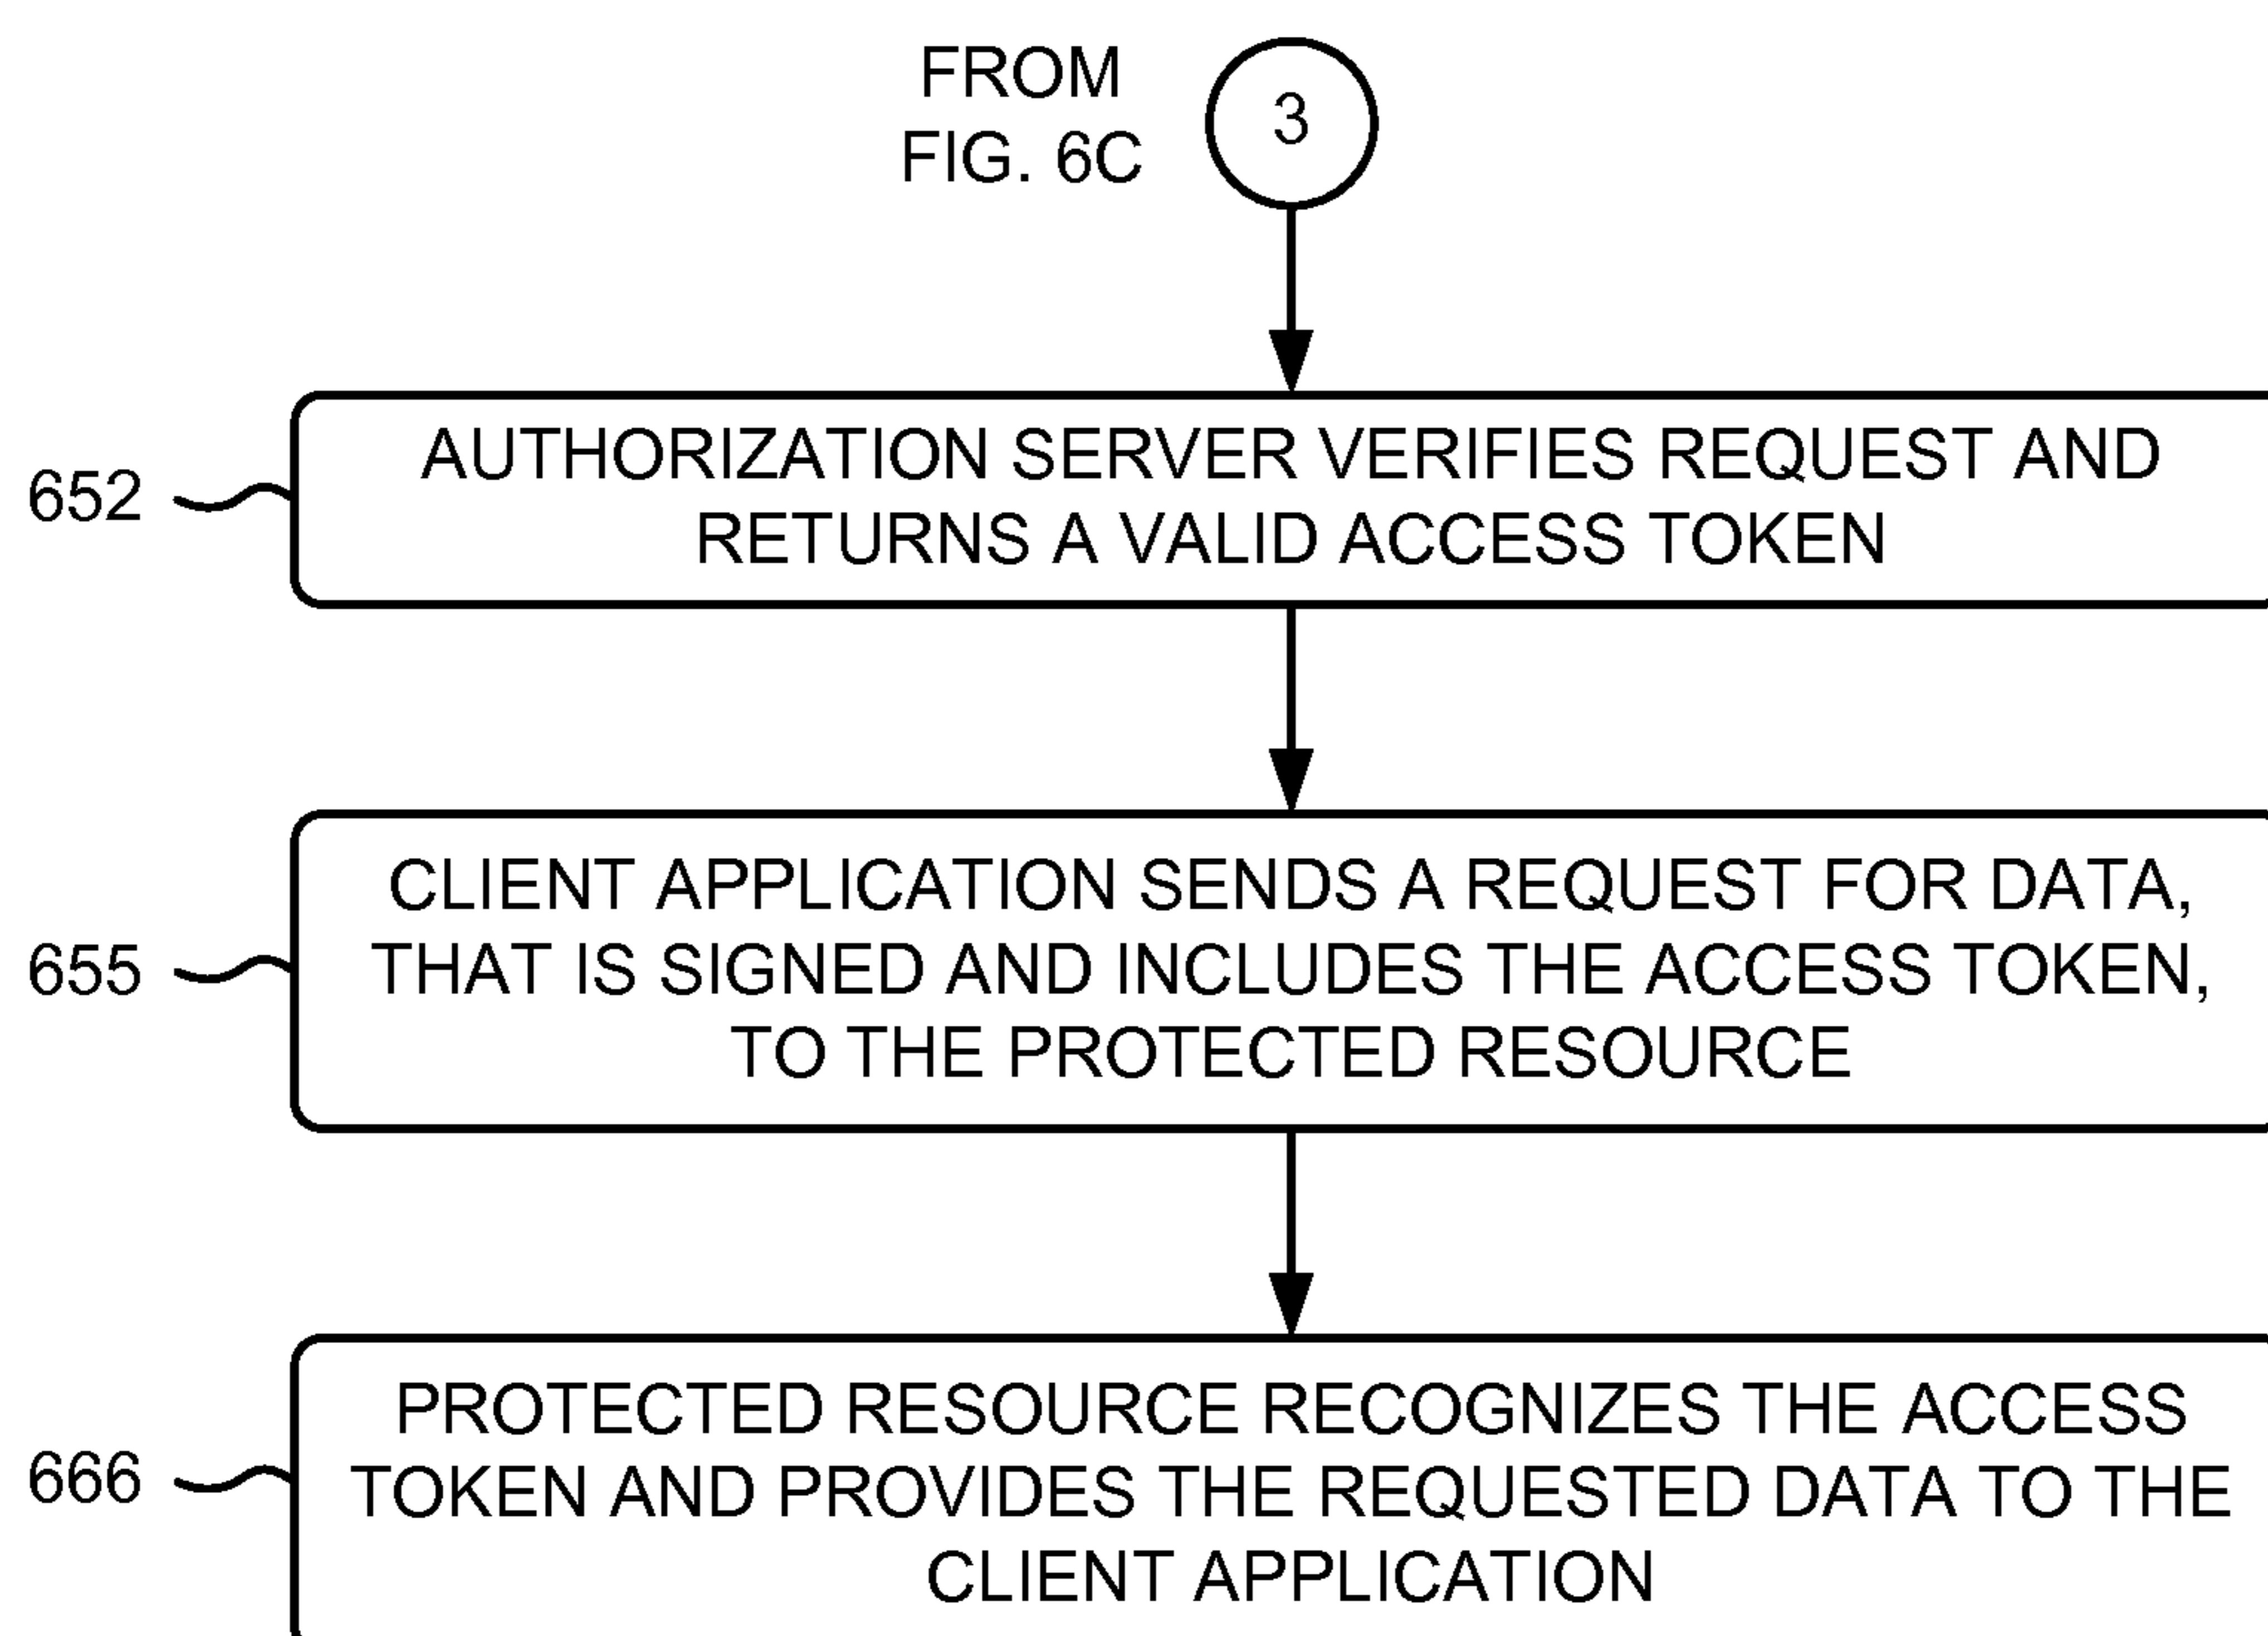 FROM
FIG. 6C
3
652
AUTHORIZATION SERVER VERIFIES REQUEST AND
RETURNS A VALID ACCESS TOKEN
655
CLIENT APPLICATION SENDS A REQUEST FOR DATA,
THAT IS SIGNED AND INCLUDES THE ACCESS TOKEN,
TO THE PROTECTED RESOURCE
666
PROTECTED RESOURCE RECOGNIZES THE ACCESS
TOKEN AND PROVIDES THE REQUESTED DATA TO THE
CLIENT APPLICATION